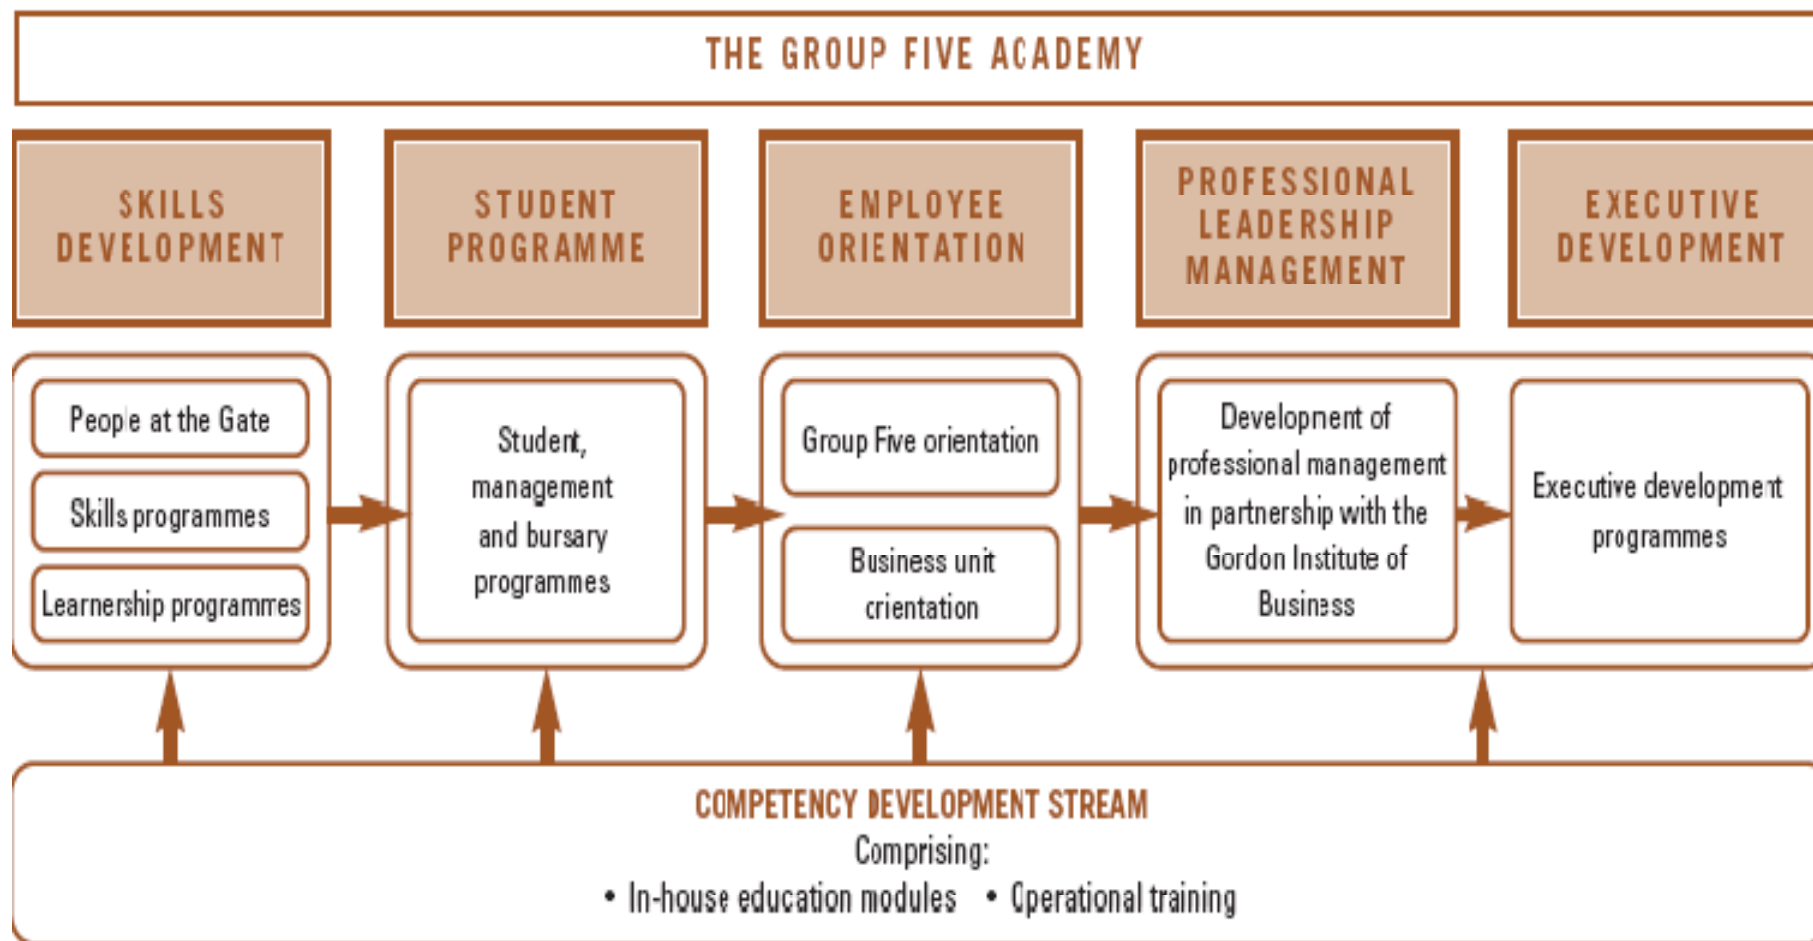 THE GROUP FIVE ACADEMY
SKILLS
DEVELOPMENT
STUDENT
PROGRAMME
EMPLOYEE
ORIENTATION
PROFESSIONAL
LEADERSHIP
MANAGEMENT
EXECUTIVE
DEVELOPMENT
People at the Gate
Skills programmes
Learnership programmes
Student,
management
and bursary
programmes
Group Five orientation
Business unit
orientation
Development of
professional management
in partnership with the
Gordon Institute of
Business
Executive development
programmes
COMPETENCY DEVELOPMENT STREAM
Comprising:
• In-house education modules • Operational training